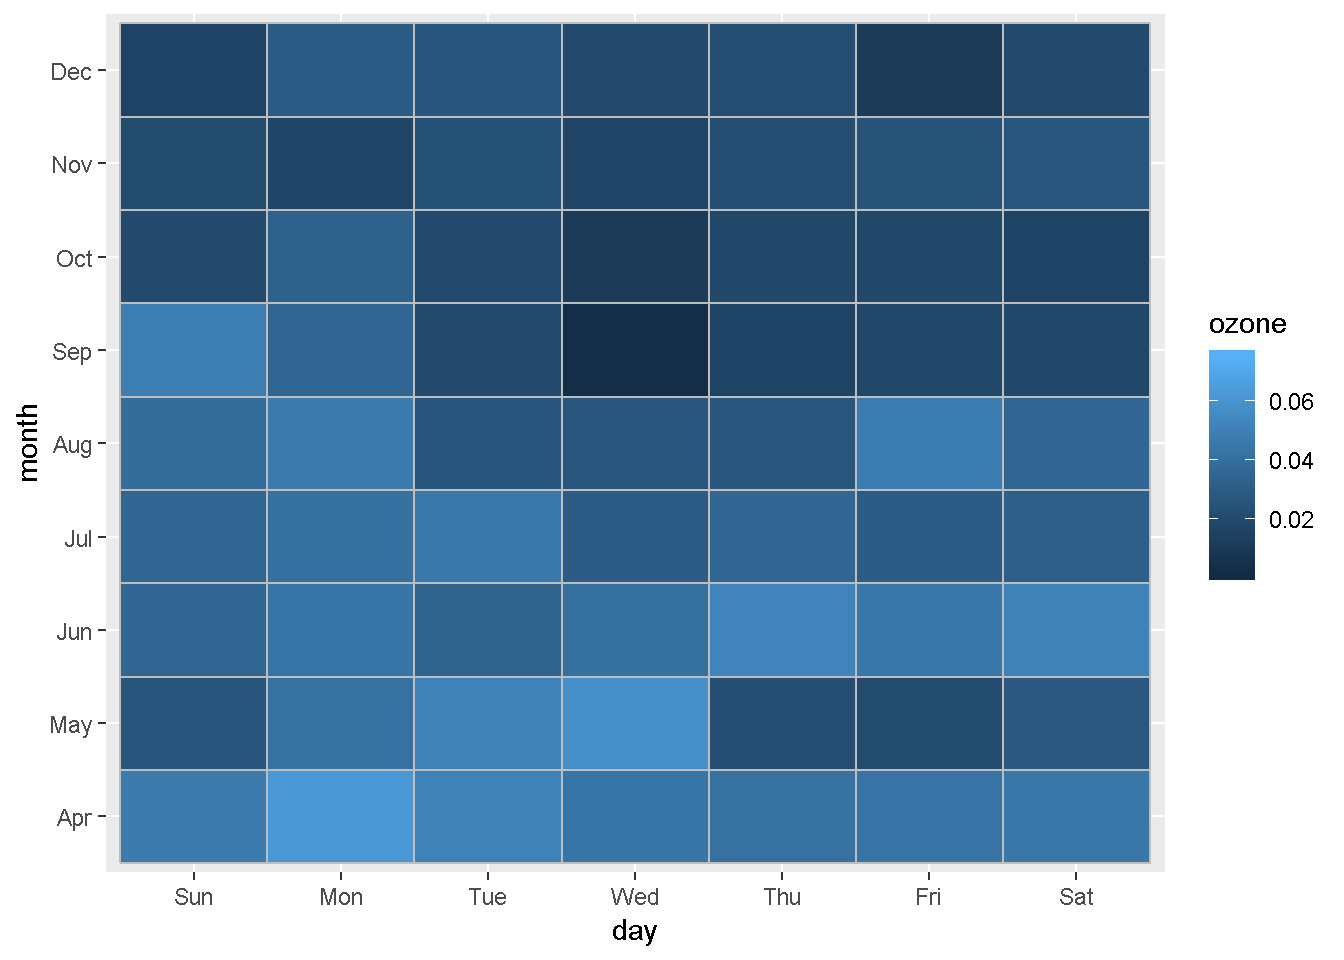 Dec
Nov
Oct
Sep
Aug
Jul
Jun
May
Apr
month
Sun Mon Tue Wed Thu Fri Sat
day
ozone
0.06
0.04
0.02